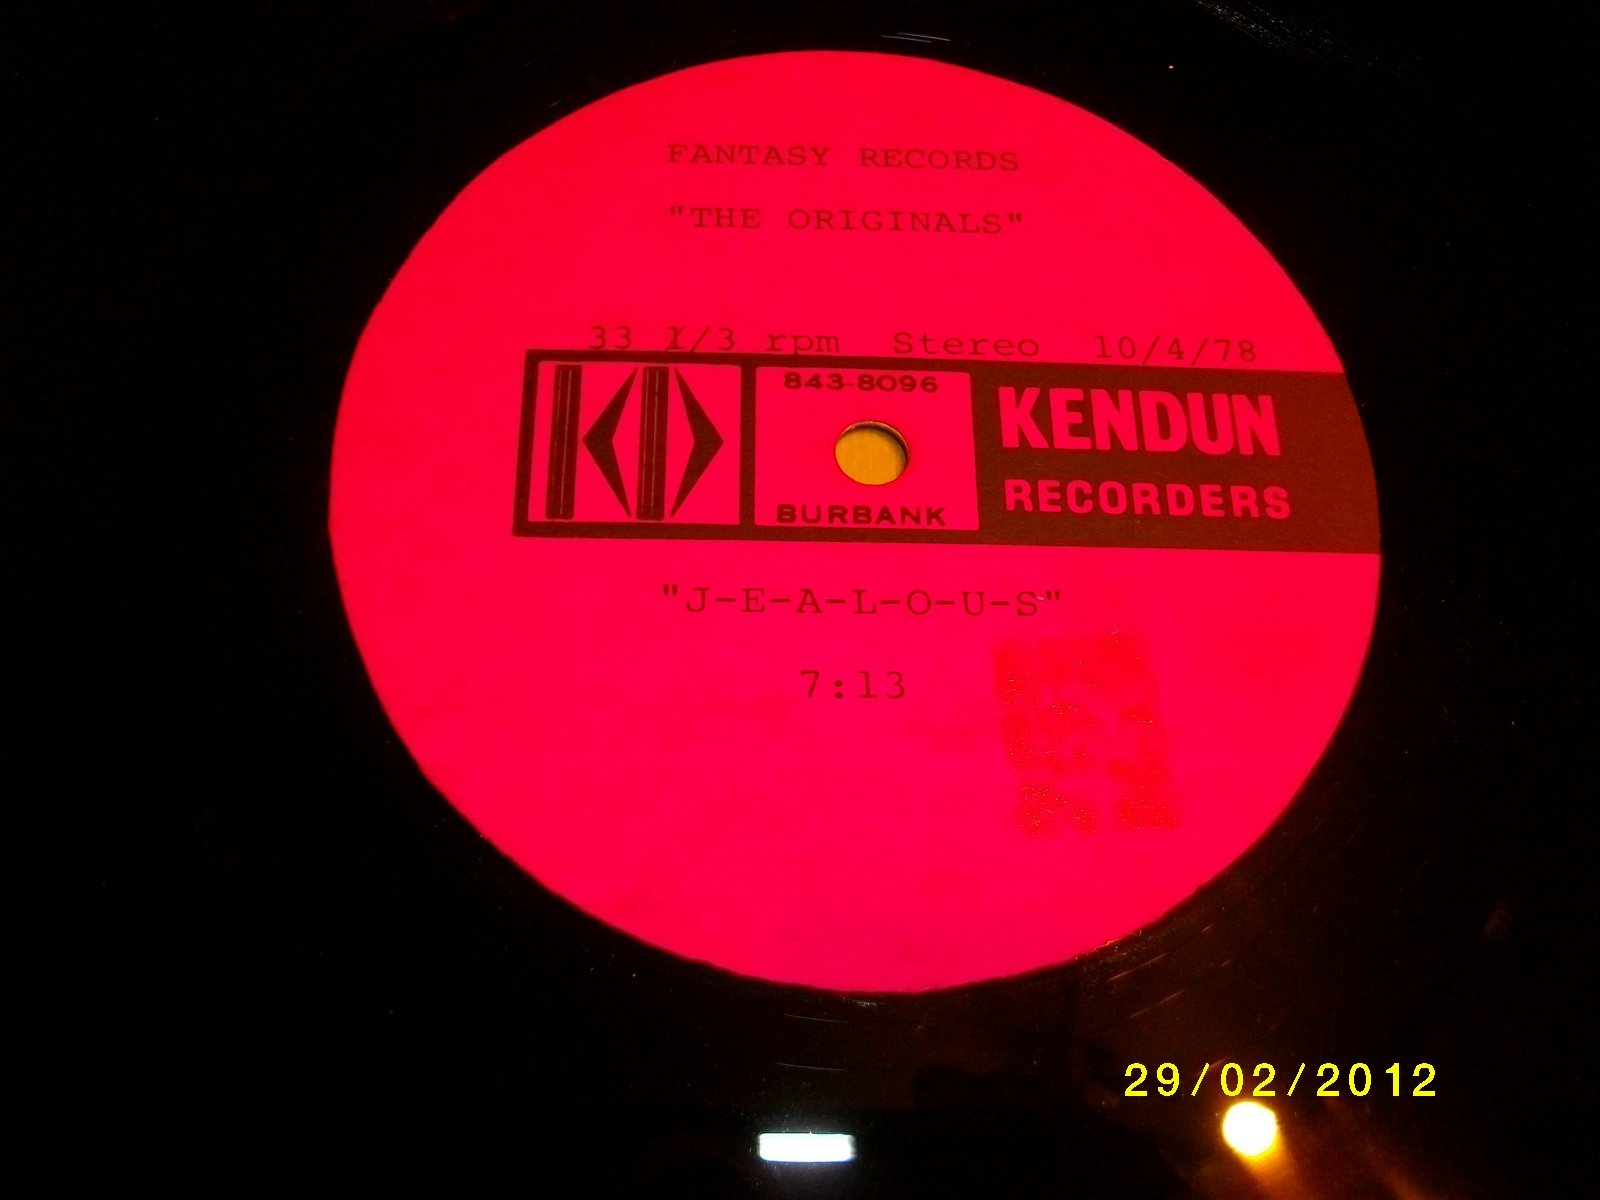 FANTASY RECORDS
"THE ORIGINALS"
33 1/3 rpm Stereo 10/4/78
843-8096
KENDUN
RECORDERS
BURBANK
"J-E-A-L-O-U-S"
7:13
29/02/2012